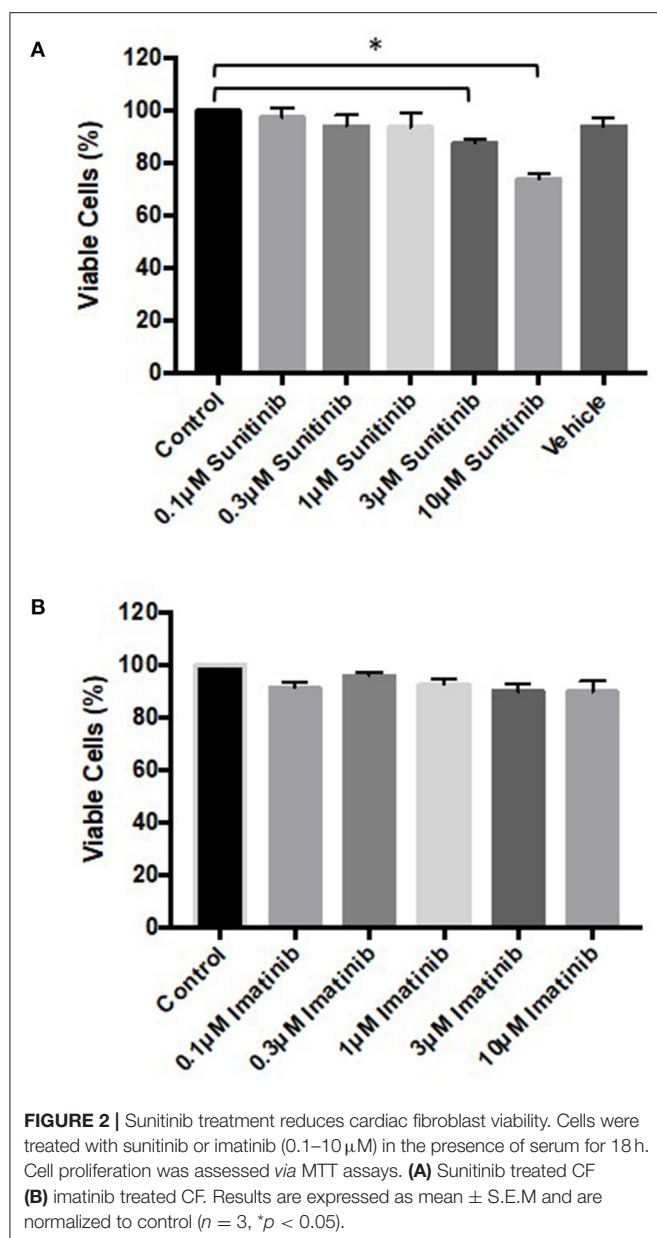 A
*
120
100
80
60
40
20
0
Viable Cells (%)
Control
0.1µM Sunitinib
0.3µM Sunitinib
1µM Sunitinib
3µM Sunitinib
10µM Sunitinib
Vehicle
B
120
100
80
60
40
20
0
Viable Cells (%)
Control
0.1µM Imatinib
0.3µM Imatinib
1µM Imatinib
3µM Imatinib
10µM Imatinib
FIGURE 2 | Sunitinib treatment reduces cardiac fibroblast viability. Cells were
treated with sunitinib or imatinib (0.1–10 µM) in the presence of serum for 18 h.
Cell proliferation was assessed via MTT assays. (A) Sunitinib treated CF
(B) imatinib treated CF. Results are expressed as mean ± S.E.M and are
normalized to control (n = 3, *p < 0.05).